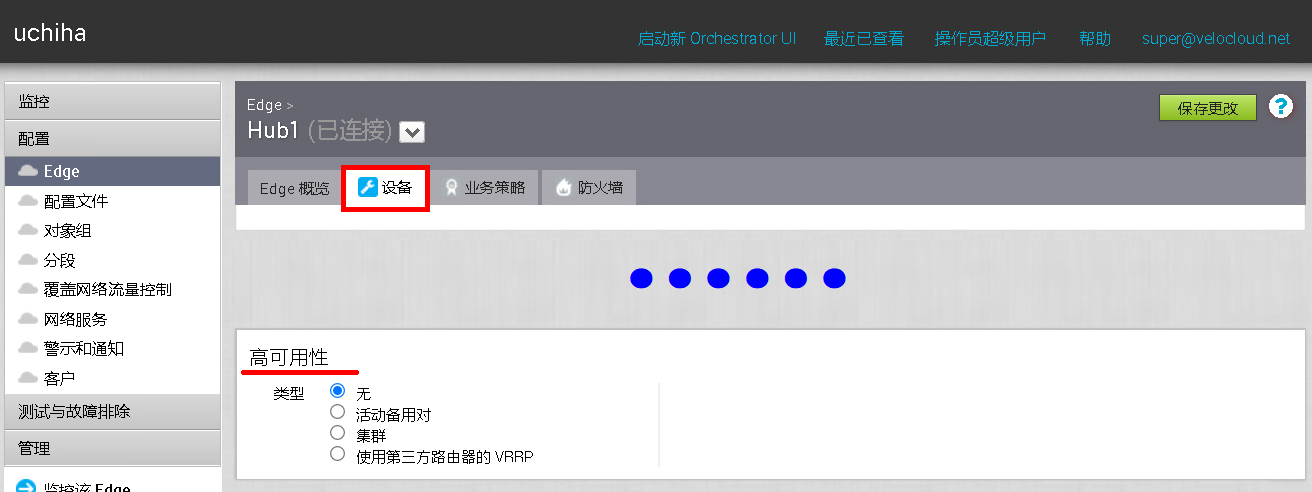 uchiha
启动新 Orchestrator UI 最近已查看 操作员超级用户 帮助 super@velocloud.net
监控
配置
Edge
配置文件
对象组
分段
覆盖网络流量控制
网络服务
警示和通知
客户
测试与故障排除
管理
监控该 Edge
Edge >
Hub1 (已连接)
保存更改 ?
Edge 概览 设备 业务策略 防火墙
高可用性
类型 无
活动备用对
集群
使用第三方路由器的 VRRP